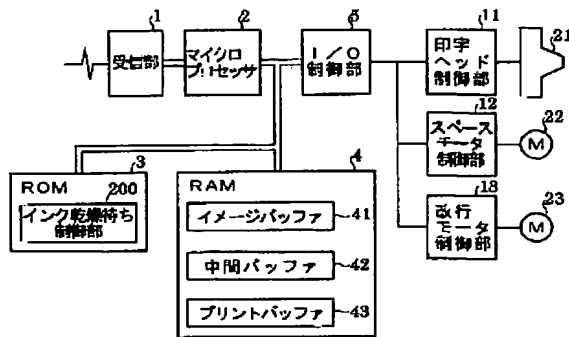 1
受信部
2
マイクロ
プロセッサ
5
I/O
制御部
11
印字
ヘッド
制御部
21
12
スペース
モータ
制御部
22
M
13
改行
モータ
制御部
23
M
3
ROM
200
インク乾燥待ち
制御部
4
RAM
イメージバッファ
41
中間バッファ
42
プリントバッファ
43